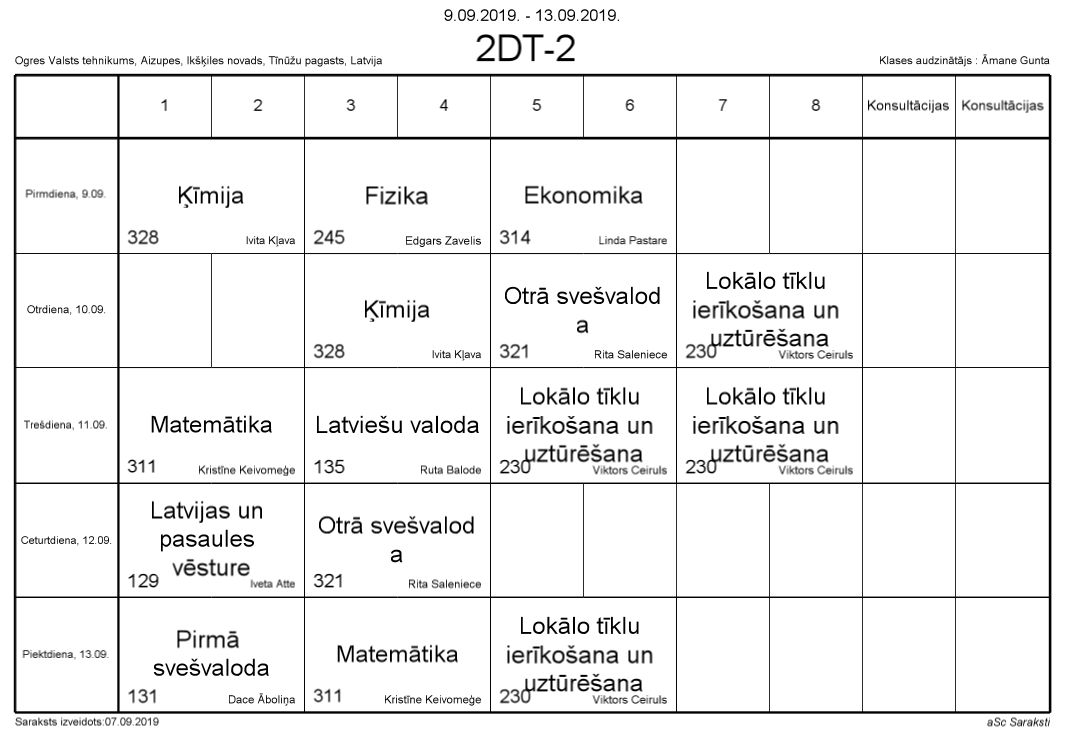 9.09.2019. - 13.09.2019.
2DT-2
Ogres Valsts tehnikums, Aizupes, Ikšķiles novads, Tīnūžu pagasts, Latvija
Klases audzinātājs : Āmane Gunta
1 2 3 4 5 6 7 8 Konsultācijas Konsultācijas
Pirmdiena, 9.09.
Ķīmija
328 Ivita Kļava
Fizika
245 Edgars Zavelis
Ekonomika
314 Linda Pastare
Otrdiena, 10.09.
Ķīmija
328 Ivita Kļava
Otrā svešvalod
a
321 Rita Saleniece
Lokālo tīklu
ierīkošana un
uztūrēšana
230 Viktors Ceiruls
Trešdiena, 11.09.
Matemātika
311 Kristīne Keivomeģe
Latviešu valoda
135 Ruta Balode
Lokālo tīklu
ierīkošana un
uztūrēšana
230 Viktors Ceiruls
Lokālo tīklu
ierīkošana un
uztūrēšana
230 Viktors Ceiruls
Ceturtdiena, 12.09.
Latvijas un
pasaules
vēsture
129 Iveta Atte
Otrā svešvalod
a
321 Rita Saleniece
Piektdiena, 13.09.
Pirmā
svešvaloda
131 Dace Āboliņa
Matemātika
311 Kristīne Keivomeģe
Lokālo tīklu
ierīkošana un
uztūrēšana
230 Viktors Ceiruls
Saraksts izveidots:07.09.2019
aSc Saraksti